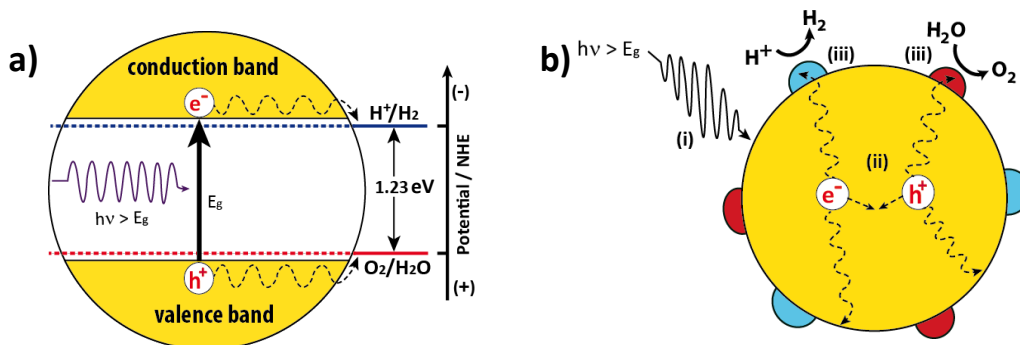 a)
conduction band
e⁻
hν > Eg
Eg
h⁺
valence band
H⁺/H₂
1.23 eV
O₂/H₂O
(-)
Potential / NHE
(+)
b)
hν > Eg
(i)
H⁺
H₂
(iii)
(iii)
H₂O
O₂
(ii)
e⁻
h⁺